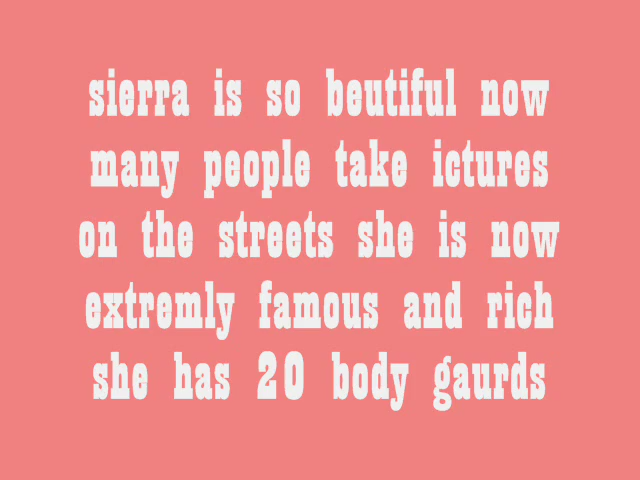 sierra is so beutiful now
many people take ictures
on the streets she is now
extremly famous and rich
she has 20 body gaurds